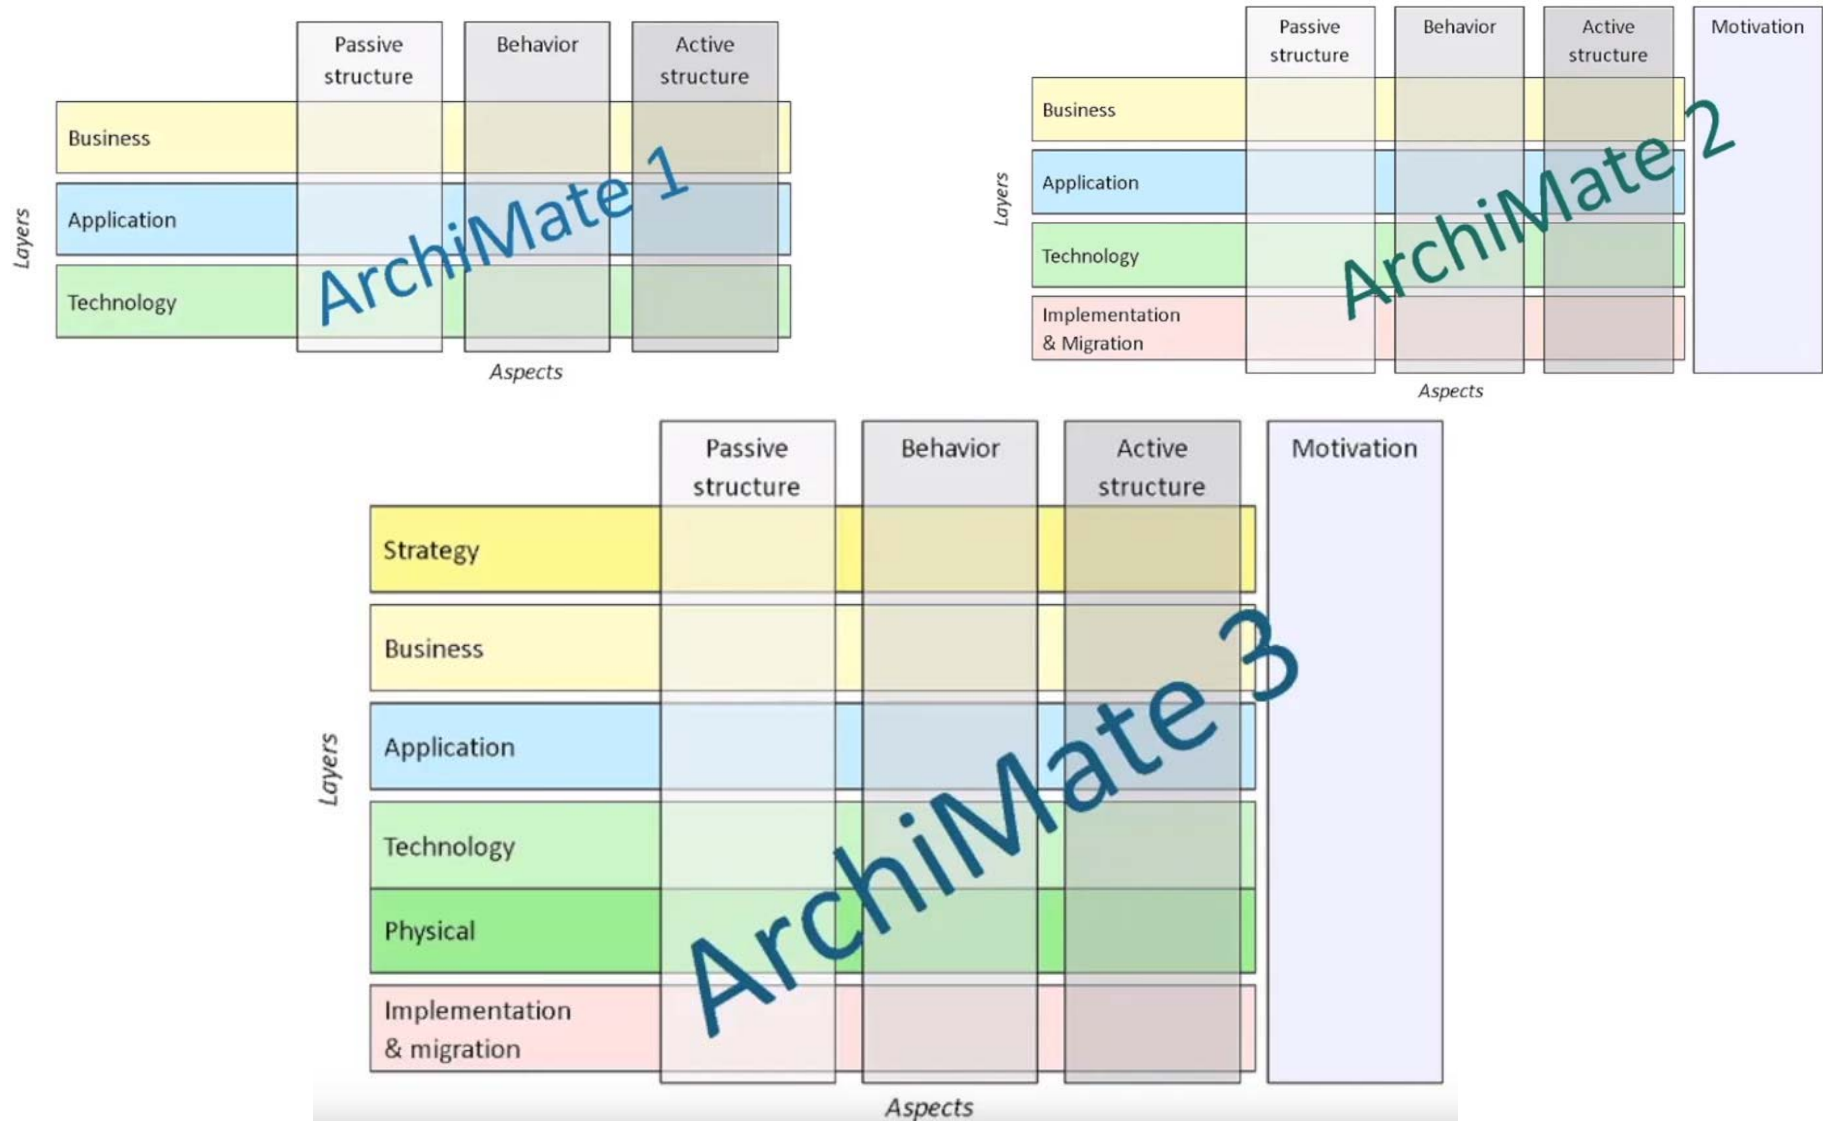 Passive
structure
Behavior
Active
structure
Business
Application
Technology
Layers
Aspects
ArchiMate 1
Passive
structure
Behavior
Active
structure
Motivation
Business
Application
Technology
Implementation
& Migration
Layers
Aspects
ArchiMate 2
Passive
structure
Behavior
Active
structure
Motivation
Strategy
Business
Application
Technology
Physical
Implementation
& migration
Layers
Aspects
ArchiMate 3